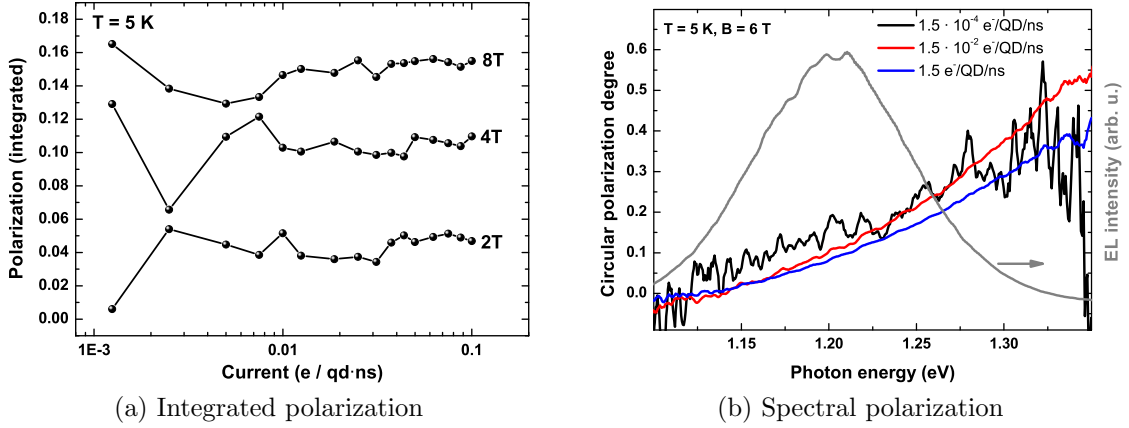 T = 5 K
0.18
0.16
0.14
0.12
0.10
0.08
0.06
0.04
0.02
0.00
Polarization (integrated)
8T
4T
2T
1E-3
0.01
0.1
Current (e / qd·ns)
(a) Integrated polarization
T = 5 K, B = 6 T
1.5 · 10⁻⁴ e⁻/QD/ns
1.5 · 10⁻² e⁻/QD/ns
1.5 e⁻/QD/ns
0.6
0.5
0.4
0.3
0.2
0.1
0.0
Circular polarization degree
EL intensity (arb. u.)
1.15
1.20
1.25
1.30
Photon energy (eV)
(b) Spectral polarization